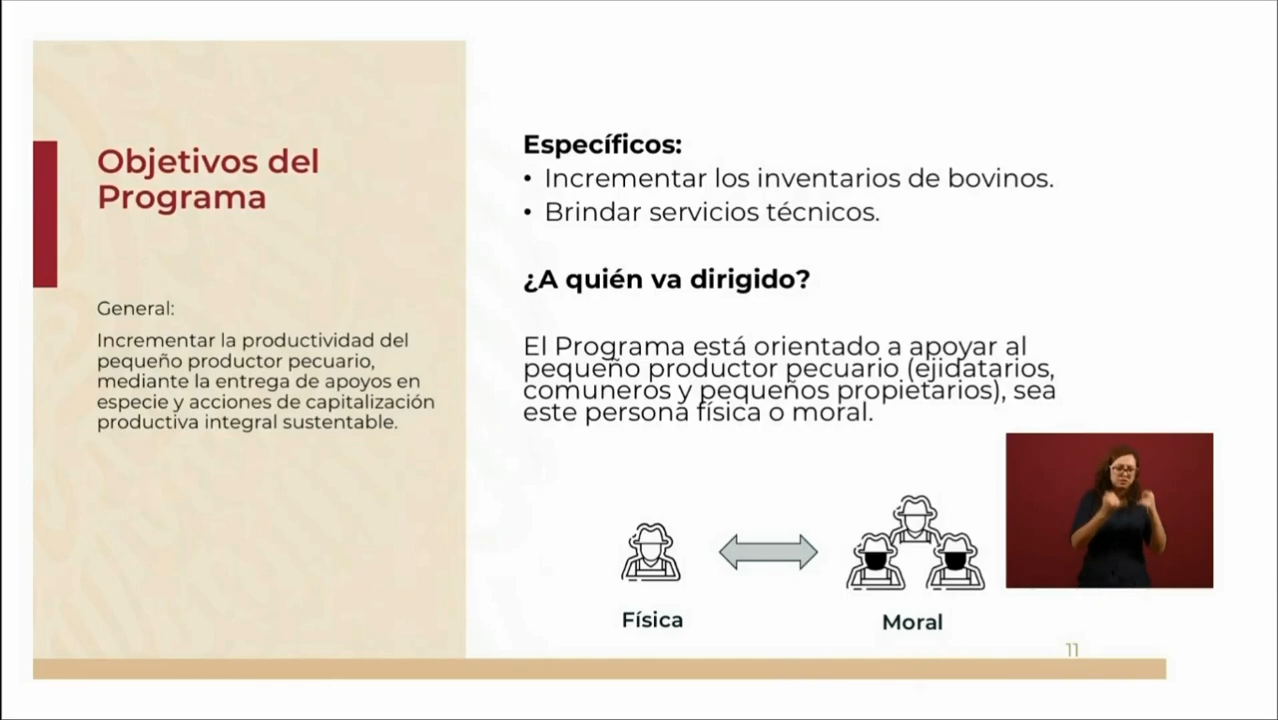 Objetivos del
Programa
General:
Incrementar la productividad del
pequeño productor pecuario,
mediante la entrega de apoyos en
especie y acciones de capitalización
productiva integral sustentable.
Específicos:
• Incrementar los inventarios de bovinos.
• Brindar servicios técnicos.
¿A quién va dirigido?
El Programa está orientado a apoyar al
pequeño productor pecuario (ejidatarios,
comuneros y pequeños propietarios), sea
este persona física o moral.
Física
Moral
11